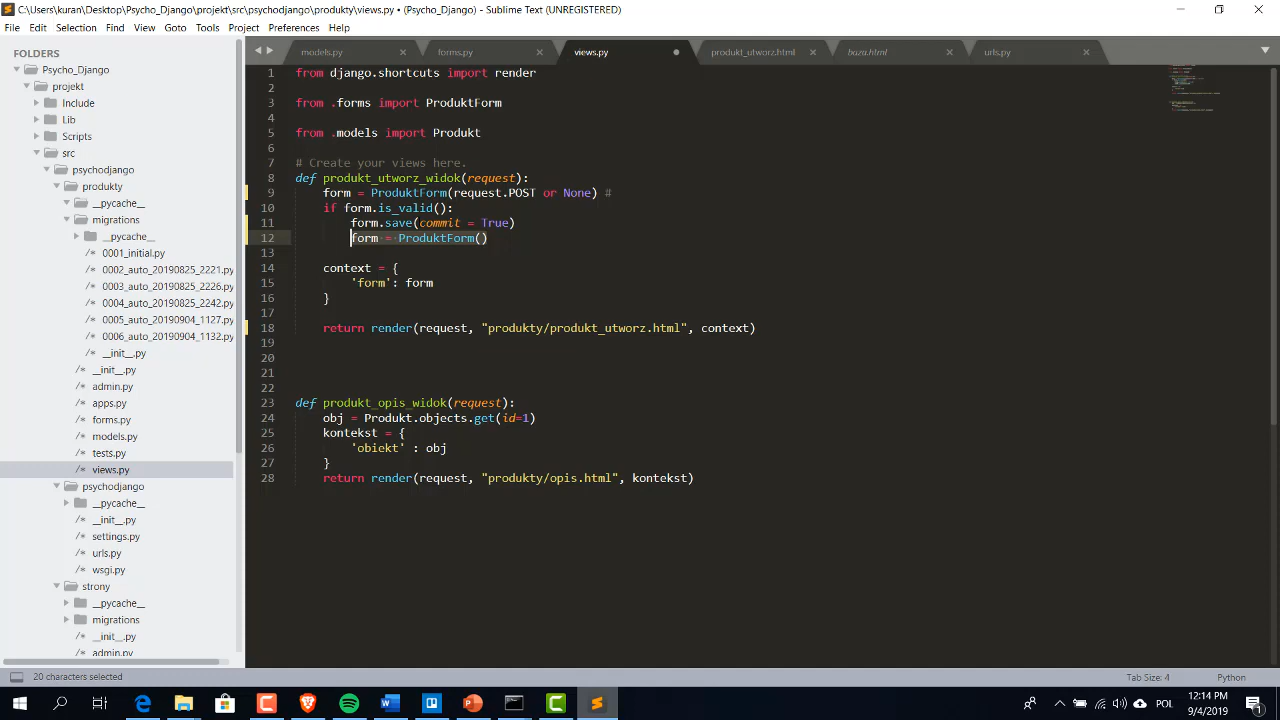 C:\Users\kuran\Desktop\Psycho_Django\projekt\src\psychodjango\produkty\views.py • (Psycho_Django) - Sublime Text (UNREGISTERED)
File Edit Selection Find View Goto Tools Project Preferences Help
FOLDERS
Psycho_Django
projekt
Include
Lib
Scripts
src
psychodjango
produkty
__pycache__
migrations
__pycache__
0001_initial.py
0002_auto_20190825_2221.py
0003_auto_20190825_2226.py
0004_auto_20190825_2242.py
0005_auto_20190904_1127.py
0006_auto_20190904_1132.py
__init__.py
/* __init__.py
/* admin.py
/* apps.py
/* forms.py
/* models.py
/* tests.py
/* views.py
psychodjango
__pycache__
/* __init__.py
/* settings.py
/* urls.py
/* wsgi.py
strony
__pycache__
migrations
/* __init__.py
/* admin.py
models.py forms.py views.py produkt_utworz.html baza.html urls.py
1 from django.shortcuts import render
2
3 from .forms import ProduktForm
4
5 from .models import Produkt
6
7 # Create your views here.
8 def produkt_utworz_widok(request):
9 form = ProduktForm(request.POST or None) #
10 if form.is_valid():
11 form.save(commit = True)
12 form = ProduktForm()
13
14 context = {
15 'form': form
16 }
17
18 return render(request, "produkty/produkt_utworz.html", context)
19
20
21
22
23 def produkt_opis_widok(request):
24 obj = Produkt.objects.get(id=1)
25 kontekst = {
26 'obiekt' : obj
27 }
28 return render(request, "produkty/opis.html", kontekst)
20 characters selected Tab Size: 4 Python
POL
12:14 PM
9/4/2019